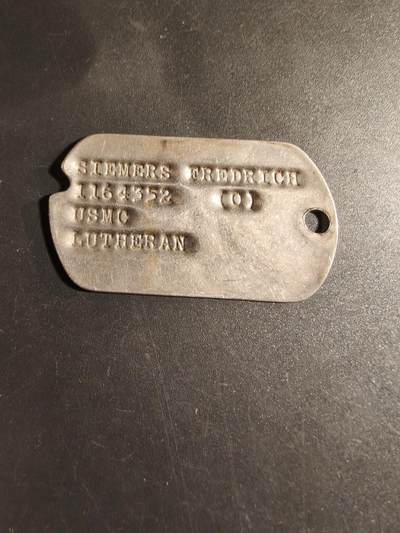 SIEMERS FREDRICH
1164352 (O)
USMC
LUTHERAN